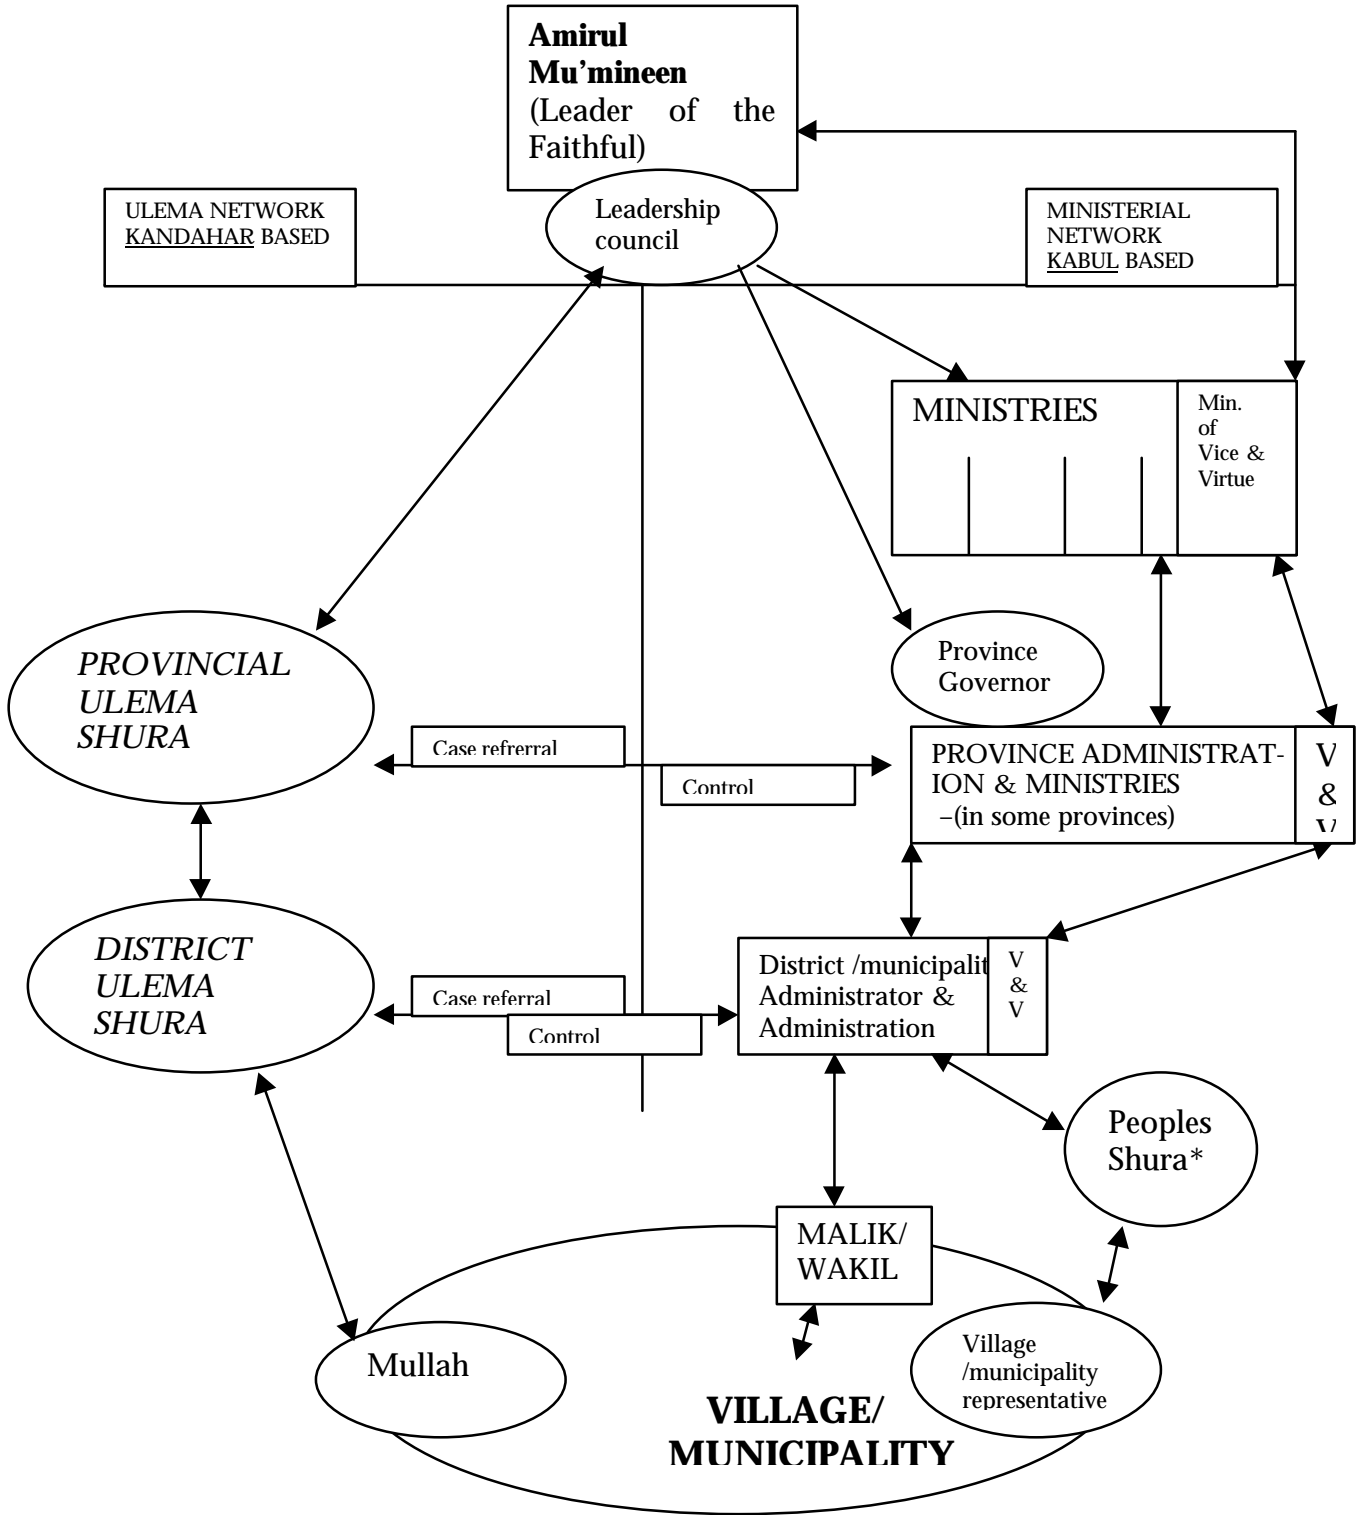 Amirul
Mu’mineen
(Leader of the
Faithful)
Leadership
council
ULEMA NETWORK
KANDAHAR BASED
MINISTERIAL
NETWORK
KABUL BASED
MINISTRIES
Min.
of
Vice &
Virtue
PROVINCIAL
ULEMA
SHURA
Province
Governor
Case refrerral
Control
PROVINCE ADMINISTRAT-
ION & MINISTRIES
–(in some provinces)
V
&
V
DISTRICT
ULEMA
SHURA
Case referral
Control
District /municipalit
Administrator &
Administration
V
&
V
Peoples
Shura*
MALIK/
WAKIL
Mullah
Village
/municipality
representative
VILLAGE/
MUNICIPALITY